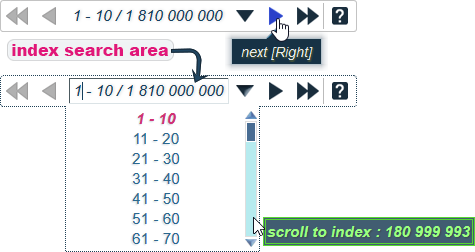 1 - 10 / 1 810 000 000
?
next [Right]
index search area
1 - 10 / 1 810 000 000
?
1 - 10
11 - 20
21 - 30
31 - 40
41 - 50
51 - 60
61 - 70
scroll to index : 180 999 993